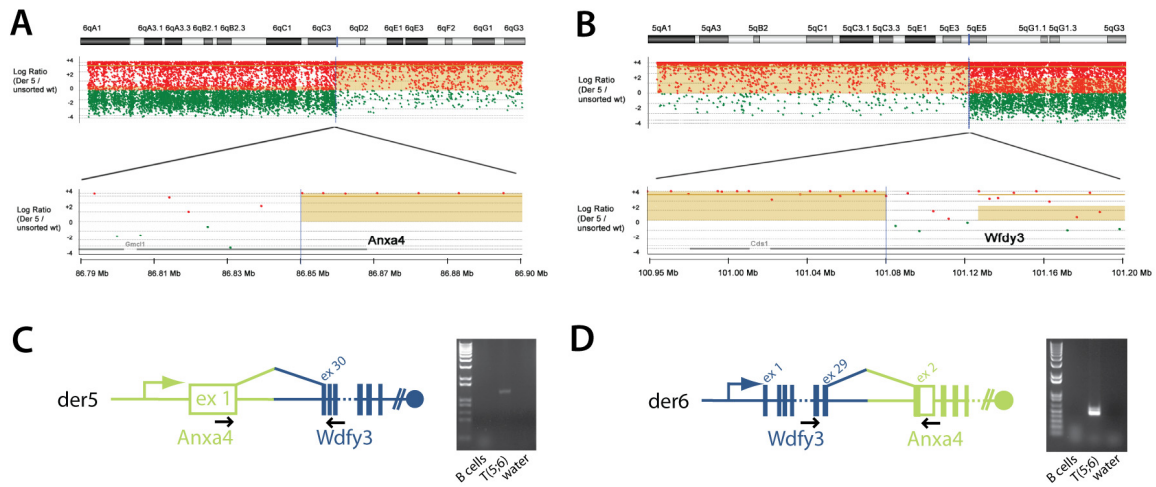 A
6qA1 6qA3.1 6qA3.3 6qB2.1 6qB2.3 6qC1 6qC3 6qD2 6qE1 6qE3 6qF2 6qG1 6qG3
Log Ratio
(Der 5 /
unsorted wt)
+4
+2
0
-2
-4
Log Ratio
(Der 5 /
unsorted wt)
+4
+2
0
-2
-4
Gmcl1
Anxa4
86.79 Mb 86.81 Mb 86.83 Mb 86.85 Mb 86.87 Mb 86.88 Mb 86.90 Mb
B
5qA1 5qA3 5qB2 5qC1 5qC3.1 5qC3.3 5qE1 5qE3 5qE5 5qG1.1 5qG1.3 5qG3
Log Ratio
(Der 5 /
unsorted wt)
+4
+2
0
-2
-4
Log Ratio
(Der 5 /
unsorted wt)
+4
+2
0
-2
-4
Cds1
Wfdy3
100.95 Mb 101.00 Mb 101.04 Mb 101.08 Mb 101.12 Mb 101.16 Mb 101.20 Mb
C
der5
ex 1
ex 30
Anxa4
Wdfy3
B cells
T(5;6)
water
D
der6
ex 1
ex 29
ex 2
Wdfy3
Anxa4
B cells
T(5;6)
water